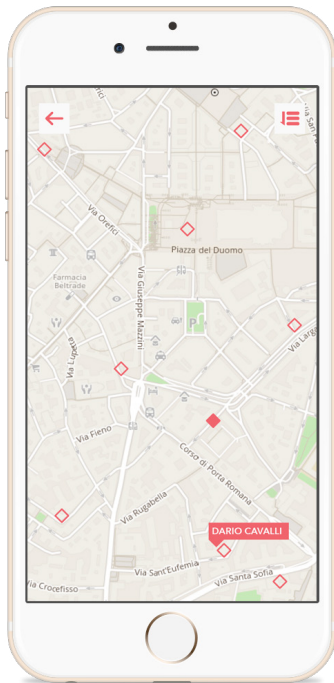 Via Orefici
Piazza del Duomo
Farmacia
Beltrade
Via Giuseppe Mazzini
P
Via Larga
Via Lupetta
Via Fieno
Corso di Porta Romana
Via Rugabella
DARIO CAVALLI
Via Sant'Eufemia
Via Santa Sofia
Via Crocefisso